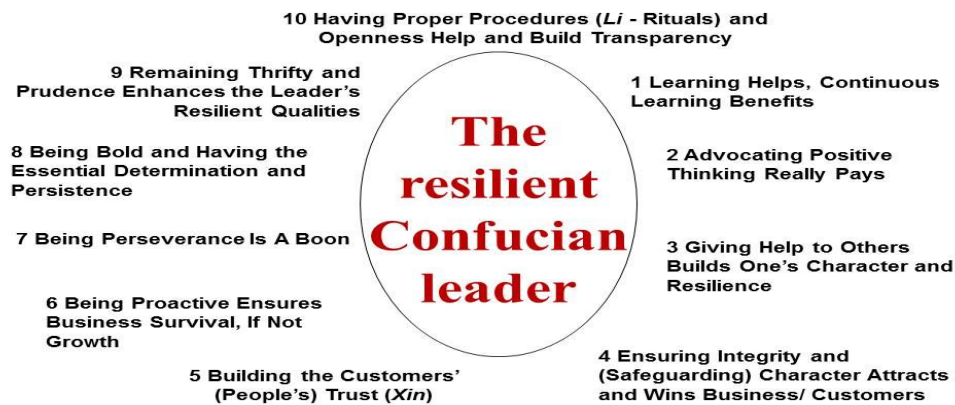 10 Having Proper Procedures (Li - Rituals) and
Openness Help and Build Transparency
1 Learning Helps, Continuous
Learning Benefits
2 Advocating Positive
Thinking Really Pays
3 Giving Help to Others
Builds One's Character and
Resilience
4 Ensuring Integrity and
(Safeguarding) Character Attracts
and Wins Business/ Customers
5 Building the Customers'
(People's) Trust (Xin)
6 Being Proactive Ensures
Business Survival, If Not
Growth
7 Being Perseverance Is A Boon
8 Being Bold and Having the
Essential Determination and
Persistence
9 Remaining Thrifty and
Prudence Enhances the Leader's
Resilient Qualities
The
resilient
Confucian
leader